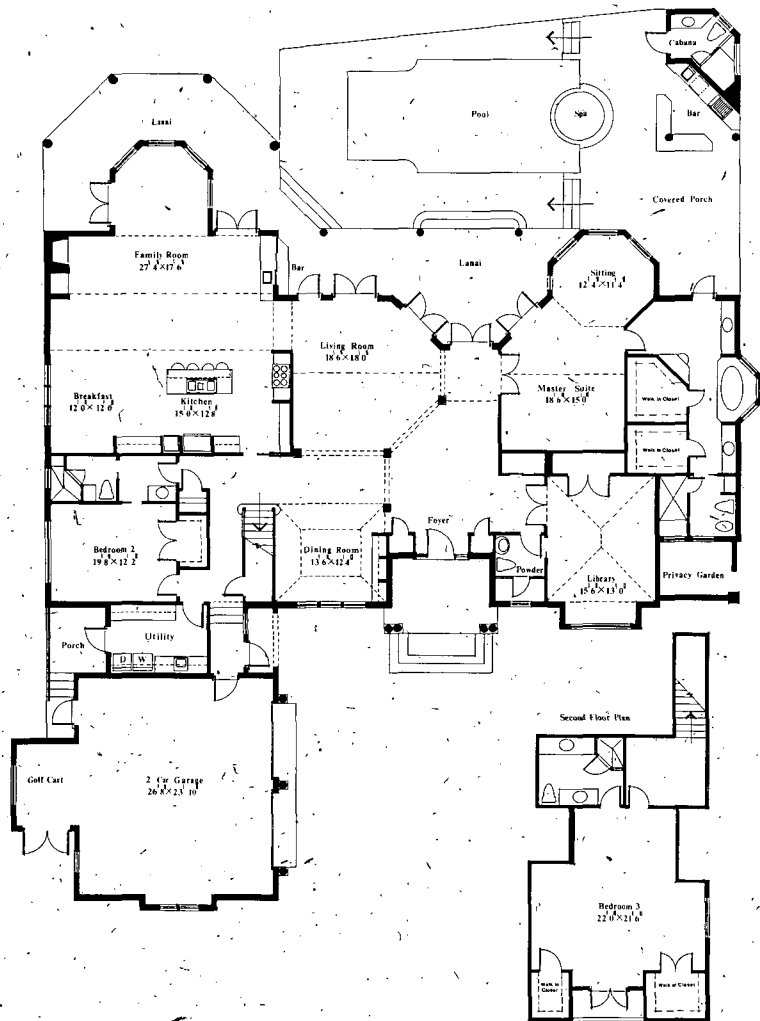 Cabana
Lanai
Pool
Spa
Bar
Covered Porch
Family Room
27 4 × 17 6
Bar
Lanai
Sitting
12 4 × 11 4
Living Room
18 6 × 18 0
Breakfast
12 0 × 12 0
Kitchen
15 0 × 12 8
Master Suite
18 6 × 15 0
Walk in Closet
Walk in Closet
Bedroom 2
19 8 × 12 2
Dining Room
13 6 × 12 4
Foyer
Powder
Library
15 6 × 13 0
Privacy Garden
Porch
Utility
D W
Second Floor Plan
Golf Cart
2 Car Garage
26 8 × 23 10
Bedroom 3
22 0 × 21 6
Walk in
Closet
Walk in Closet